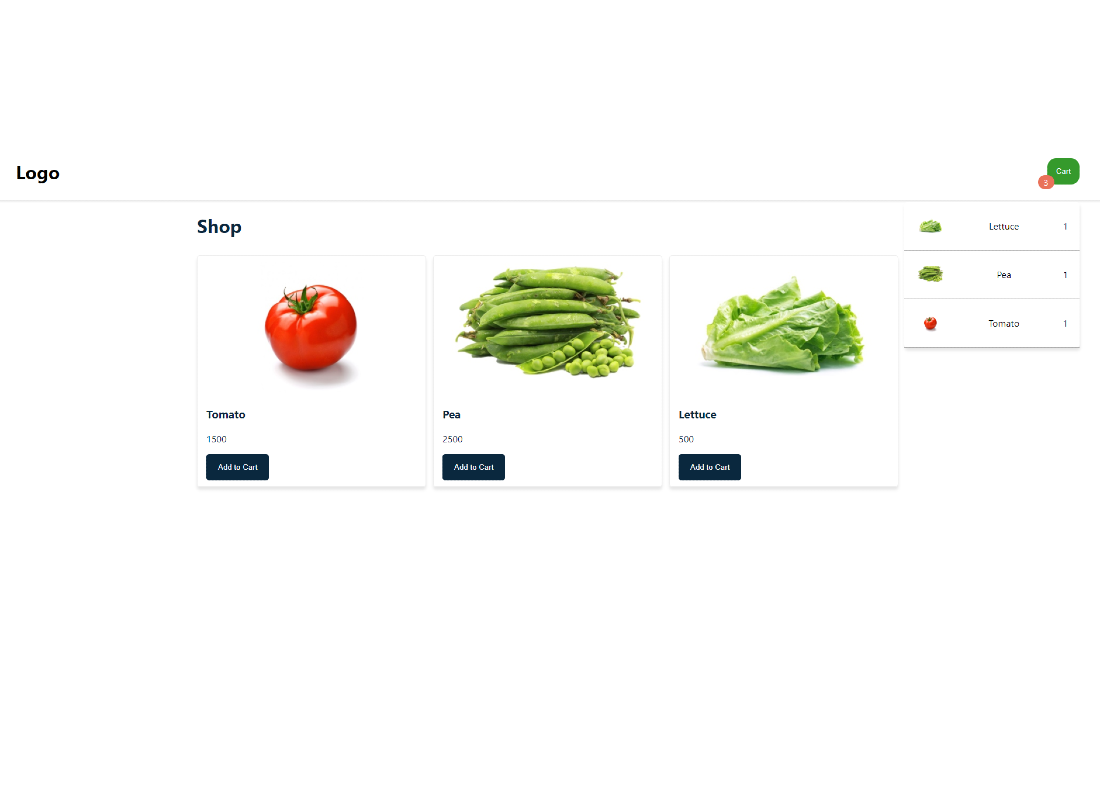 Logo
Cart
3
Shop
Lettuce 1
Pea 1
Tomato 1
Tomato
1500
Add to Cart
Pea
2500
Add to Cart
Lettuce
500
Add to Cart